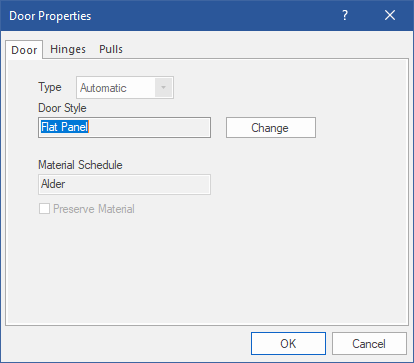 Door Properties
?
Door Hinges Pulls
Type Automatic
Door Style
Flat Panel Change
Material Schedule
Alder
Preserve Material
OK Cancel